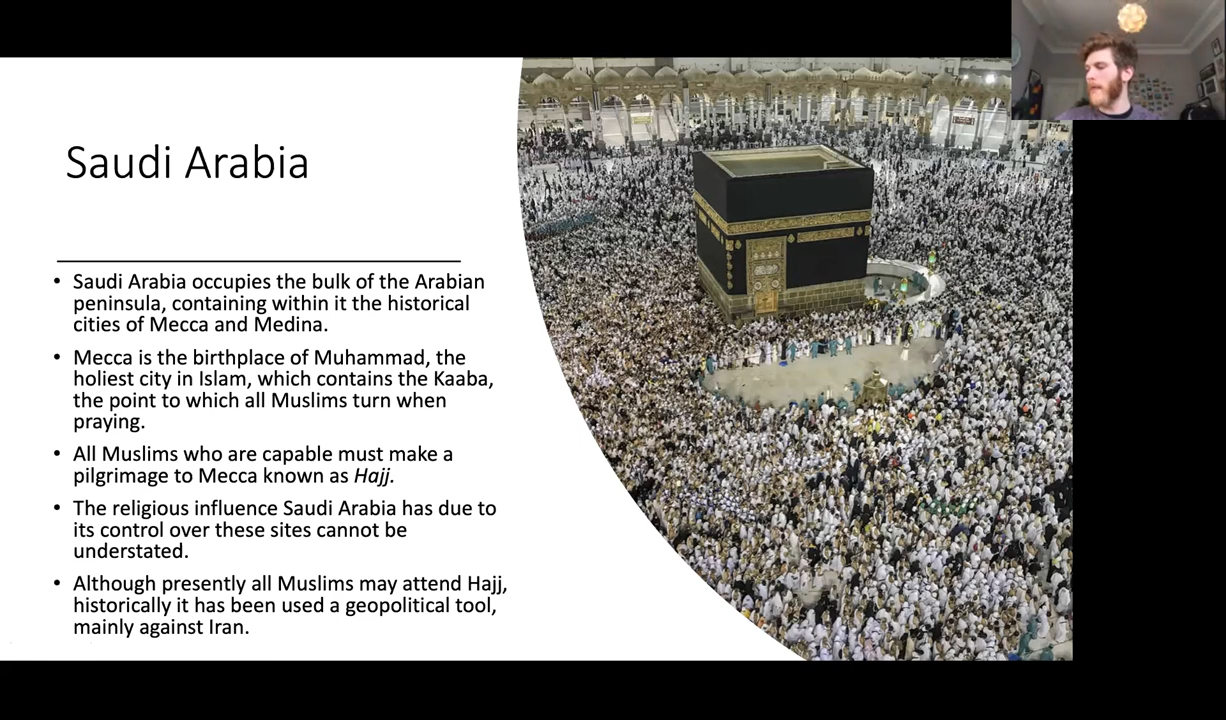 Saudi Arabia
• Saudi Arabia occupies the bulk of the Arabian
peninsula, containing within it the historical
cities of Mecca and Medina.
• Mecca is the birthplace of Muhammad, the
holiest city in Islam, which contains the Kaaba,
the point to which all Muslims turn when
praying.
• All Muslims who are capable must make a
pilgrimage to Mecca known as Hajj.
• The religious influence Saudi Arabia has due to
its control over these sites cannot be
understated.
• Although presently all Muslims may attend Hajj,
historically it has been used a geopolitical tool,
mainly against Iran.